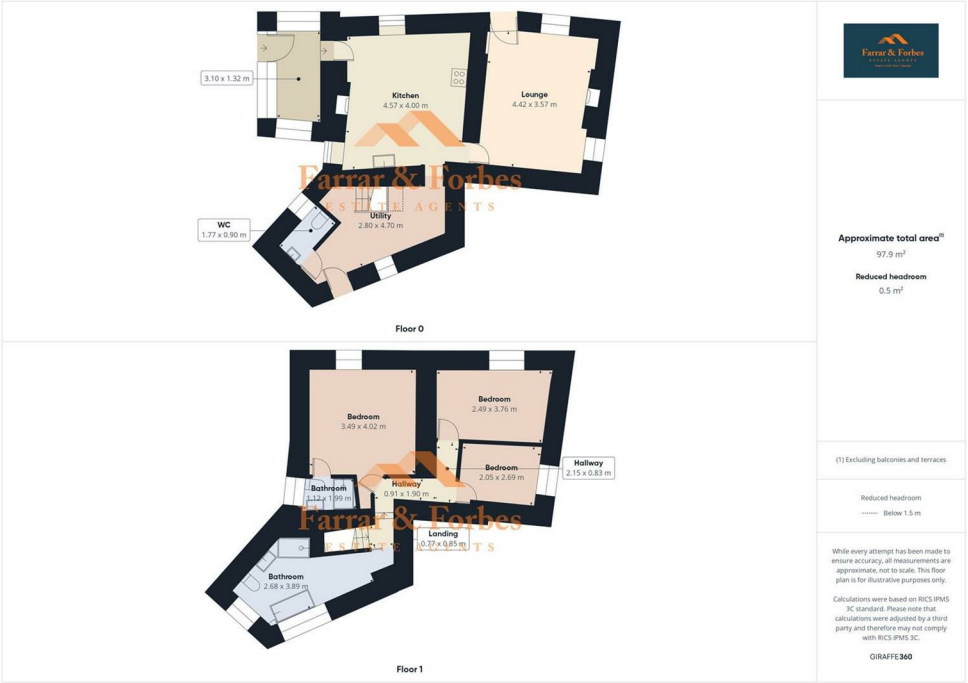 3.10 x 1.32 m
Kitchen
4.57 x 4.00 m
Lounge
4.42 x 3.57 m
Farrar & Forbes
ESTATE AGENTS
WC
1.77 x 0.90 m
Utility
2.80 x 4.70 m
Floor 0
Bedroom
3.49 x 4.02 m
Bedroom
2.49 x 3.76 m
Bedroom
2.05 x 2.69 m
Hallway
2.15 x 0.83 m
Hallway
0.91 x 1.90 m
Bathroom
1.12 x 1.99 m
Farrar & Forbes
ESTATE AGENTS
Landing
0.77 x 0.85 m
Bathroom
2.68 x 3.89 m
Floor 1
Farrar & Forbes
ESTATE AGENTS
Approximate total area(1)
97.9 m²
Reduced headroom
0.5 m²
(1) Excluding balconies and terraces
Reduced headroom
Below 1.5 m
While every attempt has been made to
ensure accuracy, all measurements are
approximate, not to scale. This floor
plan is for illustrative purposes only.
Calculations were based on RICS IPMS
3C standard. Please note that
calculations were adjusted by a third
party and therefore may not comply
with RICS IPMS 3C.
GIRAFFE360